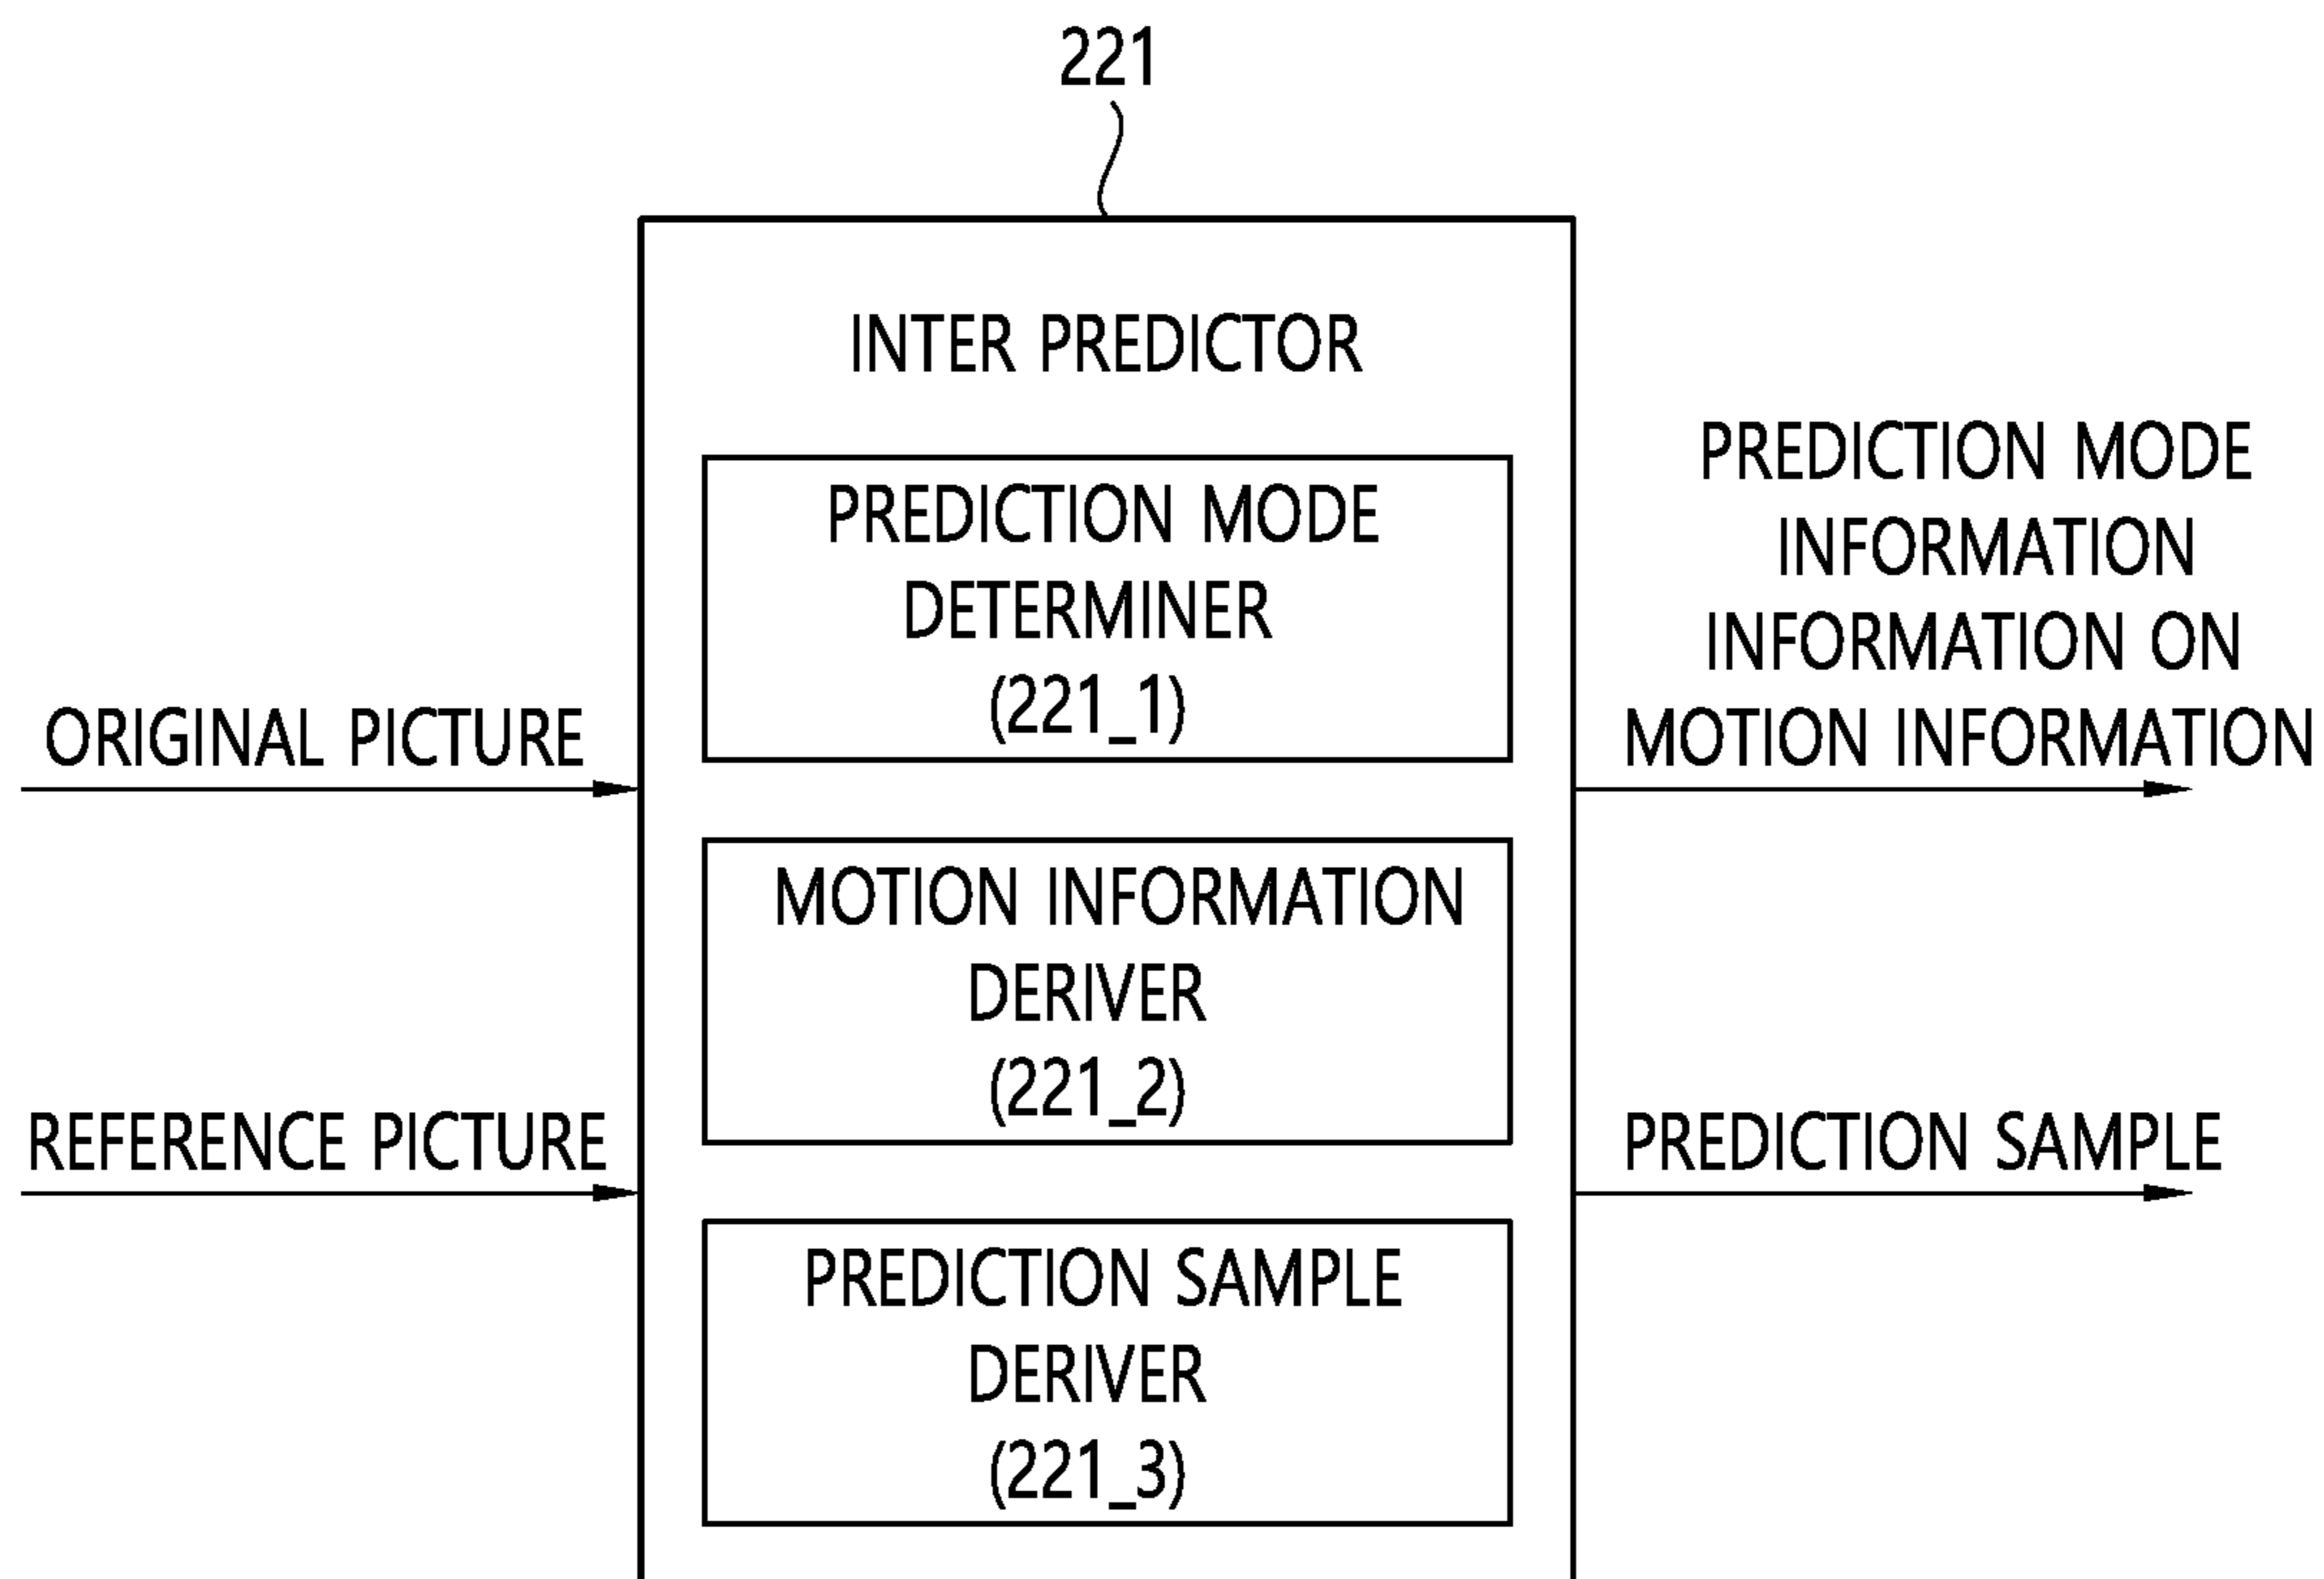 221
INTER PREDICTOR
PREDICTION MODE
DETERMINER
(221_1)
MOTION INFORMATION
DERIVER
(221_2)
PREDICTION SAMPLE
DERIVER
(221_3)
ORIGINAL PICTURE
REFERENCE PICTURE
PREDICTION MODE
INFORMATION
INFORMATION ON
MOTION INFORMATION
PREDICTION SAMPLE